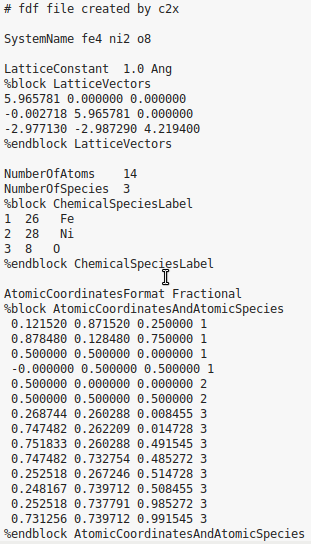 # fdf file created by c2x
SystemName fe4 ni2 o8
LatticeConstant 1.0 Ang
%block LatticeVectors
5.965781 0.000000 0.000000
-0.002718 5.965781 0.000000
-2.977130 -2.987290 4.219400
%endblock LatticeVectors
NumberOfAtoms 14
NumberOfSpecies 3
%block ChemicalSpeciesLabel
1 26 Fe
2 28 Ni
3 8 O
%endblock ChemicalSpeciesLabel
AtomicCoordinatesFormat Fractional
%block AtomicCoordinatesAndAtomicSpecies
0.121520 0.871520 0.250000 1
0.878480 0.128480 0.750000 1
0.500000 0.500000 0.000000 1
-0.000000 0.500000 0.500000 1
0.500000 0.000000 0.000000 2
0.500000 0.500000 0.500000 2
0.268744 0.260288 0.008455 3
0.747482 0.262209 0.014728 3
0.751833 0.260288 0.491545 3
0.747482 0.732754 0.485272 3
0.252518 0.267246 0.514728 3
0.248167 0.739712 0.508455 3
0.252518 0.737791 0.985272 3
0.731256 0.739712 0.991545 3
%endblock AtomicCoordinatesAndAtomicSpecies